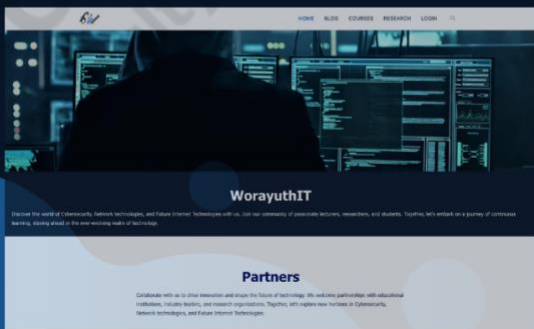 HOME BLOG COURSES RESEARCH LOGIN
WorayuthIT
Discover the world of Cybersecurity, Network technologies, and Future Internet Technologies with us. Join our community of passionate lecturers, researchers, and students. Together, let's embark on a journey of continuous
learning, staying ahead in the ever-evolving realm of technology.
Partners
Collaborate with us to drive innovation and shape the future of technology. We welcome partnerships with educational
institutions, industry leaders, and research organizations. Together, let's explore new horizons in Cybersecurity,
Network technologies, and Future Internet Technologies.